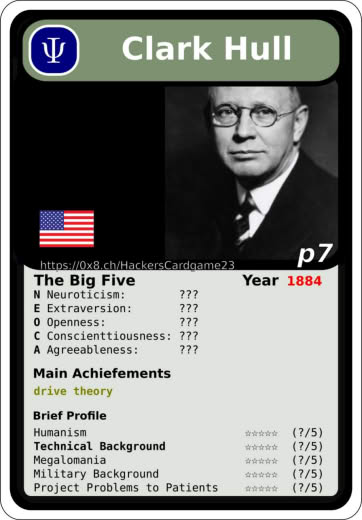 Ψ Clark Hull
p7
https://0x8.ch/HackersCardgame23
The Big Five Year 1884
N Neuroticism: ???
E Extraversion: ???
O Openness: ???
C Conscienttiousness: ???
A Agreeableness: ???
Main Achiefements
drive theory
Brief Profile
Humanism ☆☆☆☆☆ (?/5)
Technical Background ☆☆☆☆☆ (?/5)
Megalomania ☆☆☆☆☆ (?/5)
Military Background ☆☆☆☆☆ (?/5)
Project Problems to Patients ☆☆☆☆☆ (?/5)